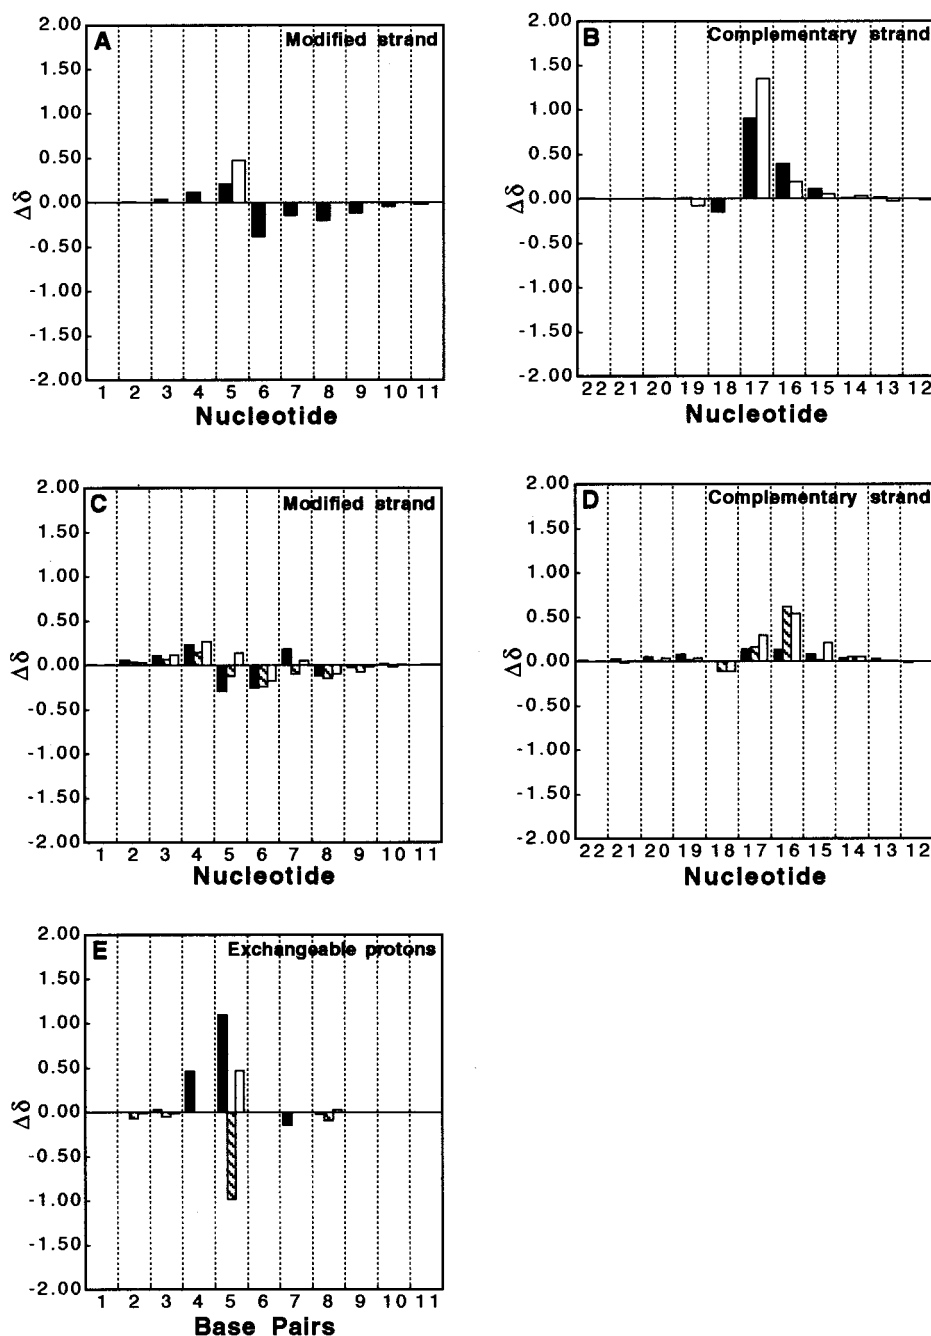 A Modified strand
2.00
1.50
1.00
0.50
0.00
-0.50
-1.00
-1.50
-2.00
Δδ
1 2 3 4 5 6 7 8 9 10 11
Nucleotide
B Complementary strand
2.00
1.50
1.00
0.50
0.00
-0.50
-1.00
-1.50
-2.00
Δδ
22 21 20 19 18 17 16 15 14 13 12
Nucleotide
C Modified strand
2.00
1.50
1.00
0.50
0.00
-0.50
-1.00
-1.50
-2.00
Δδ
1 2 3 4 5 6 7 8 9 10 11
Nucleotide
D Complementary strand
2.00
1.50
1.00
0.50
0.00
-0.50
-1.00
-1.50
-2.00
Δδ
22 21 20 19 18 17 16 15 14 13 12
Nucleotide
E Exchangeable protons
2.00
1.50
1.00
0.50
0.00
-0.50
-1.00
-1.50
-2.00
Δδ
1 2 3 4 5 6 7 8 9 10 11
Base Pairs